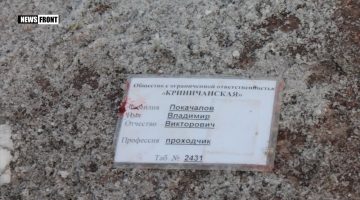 NEWS FRONT
Общество с ограниченной ответственностью
«КРИНИЧАНСКАЯ»
Фамилия Покачалов
Имя Владимир
Отчество Викторович
Профессия проходчик
Таб № 2431